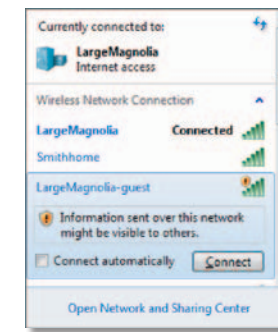 Currently connected to:
LargeMagnolia
Internet access
Wireless Network Connection
LargeMagnolia Connected
Smithhome
LargeMagnolia-guest
Information sent over this network
might be visible to others.
Connect automatically Connect
Open Network and Sharing Center